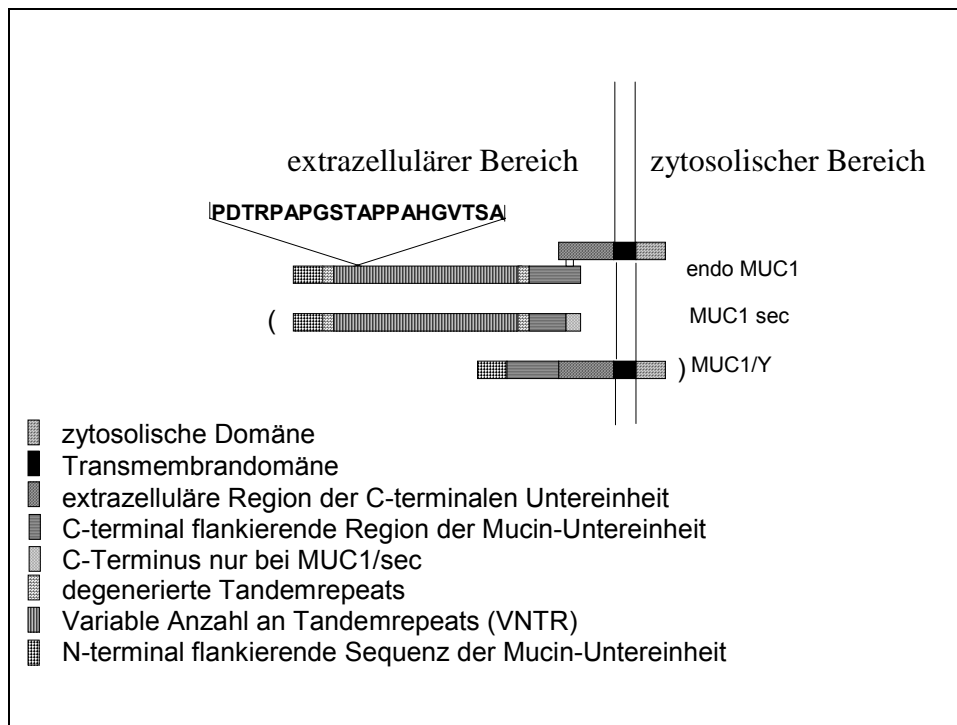 extrazellulärer Bereich
zytosolischer Bereich
PDTRPAPGSTAPPAHGVTSA
endo MUC1
( MUC1 sec
) MUC1/Y
zytosolische Domäne
Transmembrandomäne
extrazelluläre Region der C-terminalen Untereinheit
C-terminal flankierende Region der Mucin-Untereinheit
C-Terminus nur bei MUC1/sec
degenerierte Tandemrepeats
Variable Anzahl an Tandemrepeats (VNTR)
N-terminal flankierende Sequenz der Mucin-Untereinheit